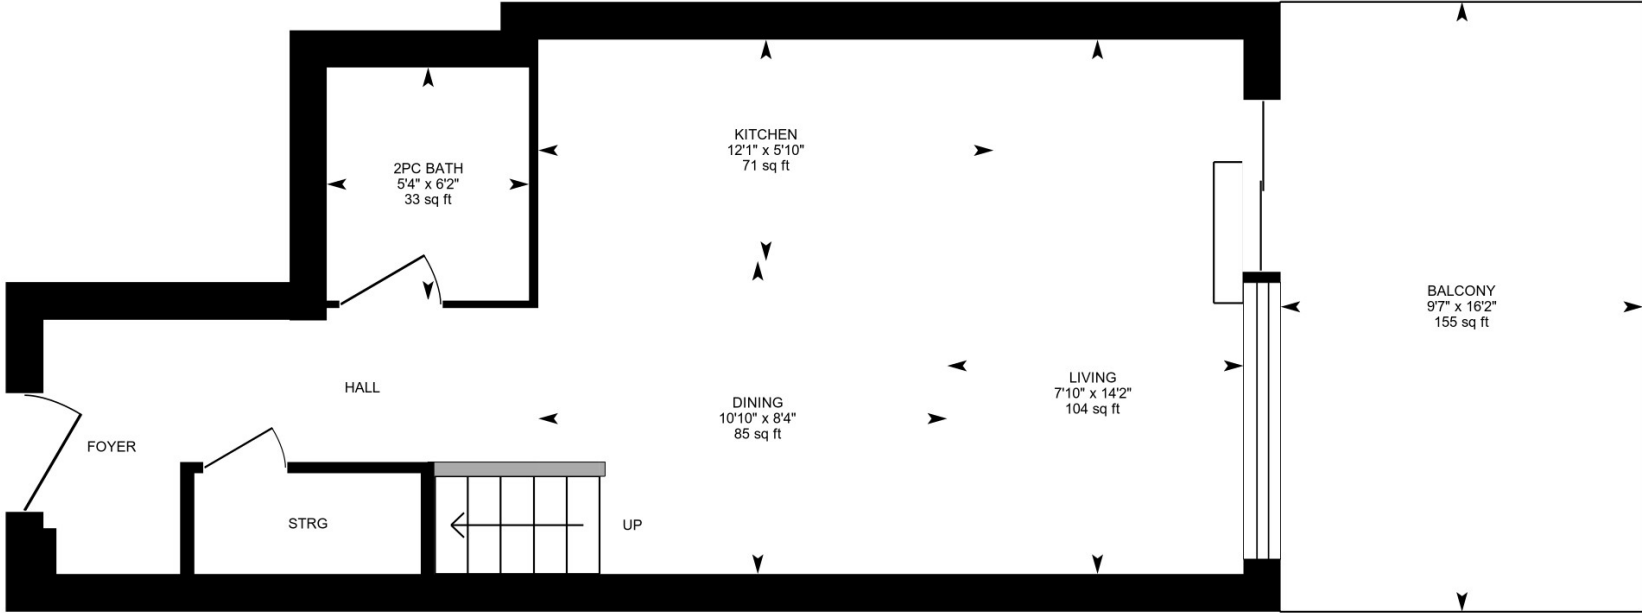 KITCHEN
12'1" x 5'10"
71 sq ft
2PC BATH
5'4" x 6'2"
33 sq ft
BALCONY
9'7" x 16'2"
155 sq ft
HALL
LIVING
7'10" x 14'2"
104 sq ft
DINING
10'10" x 8'4"
85 sq ft
FOYER
STRG
UP